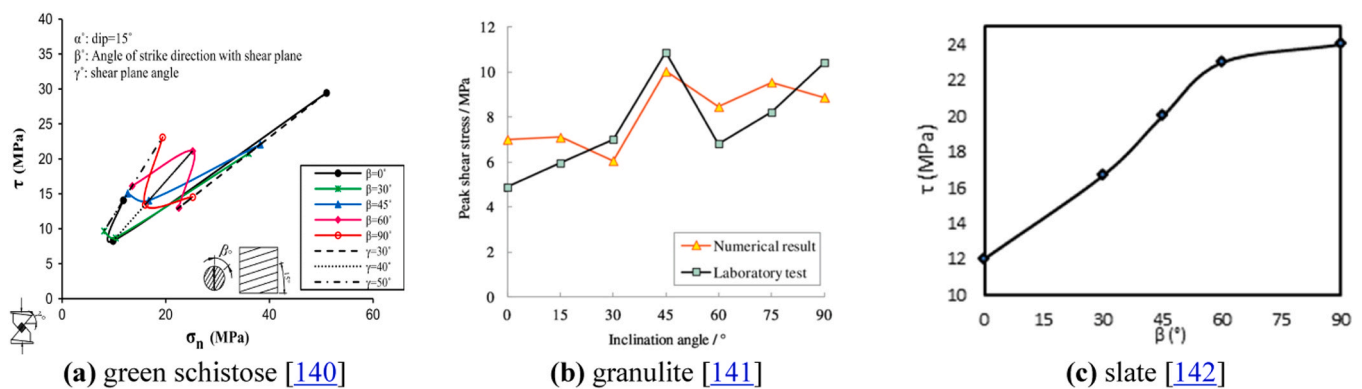 40
35
30
25
20
15
10
5
0
τ (MPa)
α°: dip=15°
β°: Angle of strike direction with shear plane
γ°: shear plane angle
β=0°
β=30°
β=45°
β=60°
β=90°
γ=30°
γ=40°
γ=50°
β°
0 20 40 60
σn (MPa)
(a) green schistose [140]
12
10
8
6
4
2
0
Peak shear stress / MPa
Numerical result
Laboratory test
0 15 30 45 60 75 90
Inclination angle / °
(b) granulite [141]
24
22
20
18
16
14
12
10
τ (MPa)
0 30 45 60 90
β (°)
(c) slate [142]